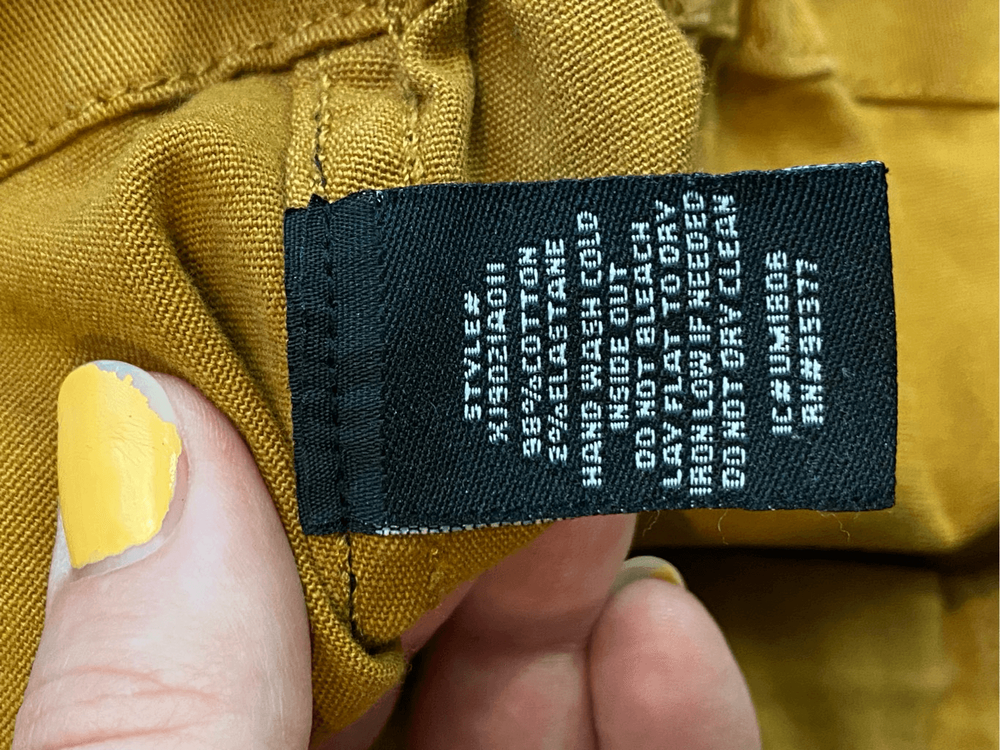 STYLE#
98%COTTON
2%ELASTANE
HAND WASH COLD
INSIDE OUT
DO NOT BLEACH
LAY FLAT TO DRY
IRON LOW IF NEEDED
DO NOT DRY CLEAN
RN#35377